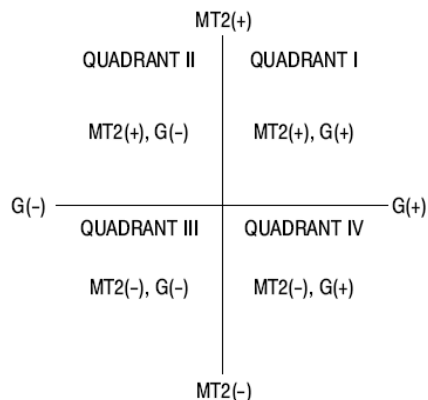 MT2(+)
QUADRANT II QUADRANT I
MT2(+), G(–) MT2(+), G(+)
G(–) G(+)
QUADRANT III QUADRANT IV
MT2(–), G(–) MT2(–), G(+)
MT2(–)